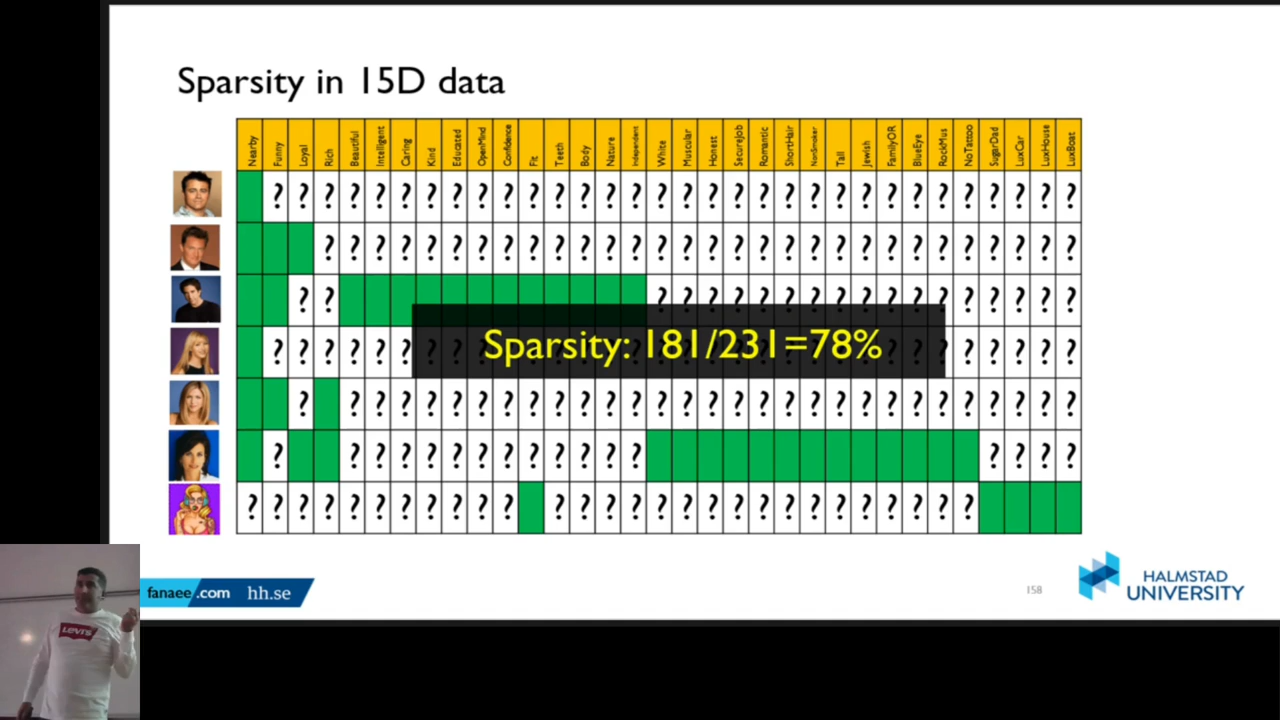 Sparsity in 15D data
Nearby Funny Loyal Rich Beautiful Intelligent Caring Kind Educated OpenMind Confidence Fit Teeth Body Nature Independent White Muscular Honest SecureJob Romantic ShortHair NonSmoker Tall Jewish FamilyOR BlueEye RockMus NoTattoo SugrDad LuxCar LuxHouse LuxBoat
? ? ? ? ? ? ? ? ? ? ? ? ? ? ? ? ? ? ? ? ? ? ? ? ? ? ? ? ? ? ? ?
? ? ? ? ? ? ? ? ? ? ? ? ? ? ? ? ? ? ? ? ? ? ? ? ? ? ? ? ? ?
? ? ? ? ? ? ? ? ? ? ? ? ? ? ? ? ? ? ?
Sparsity: 181/231=78%
? ? ? ? ? ? ? ? ? ? ? ? ? ? ? ? ? ? ? ? ? ? ? ? ? ? ? ? ? ? ? ?
? ? ? ? ? ? ? ? ? ? ? ? ? ? ? ? ? ? ? ? ? ? ? ? ? ? ? ? ? ?
? ? ? ? ? ? ? ? ? ? ? ? ? ? ? ? ?
? ? ? ? ? ? ? ? ? ? ? ? ? ? ? ? ? ? ? ? ? ? ? ? ? ? ? ?
LEVI'S
fanaee.com hh.se
158
HALMSTAD
UNIVERSITY